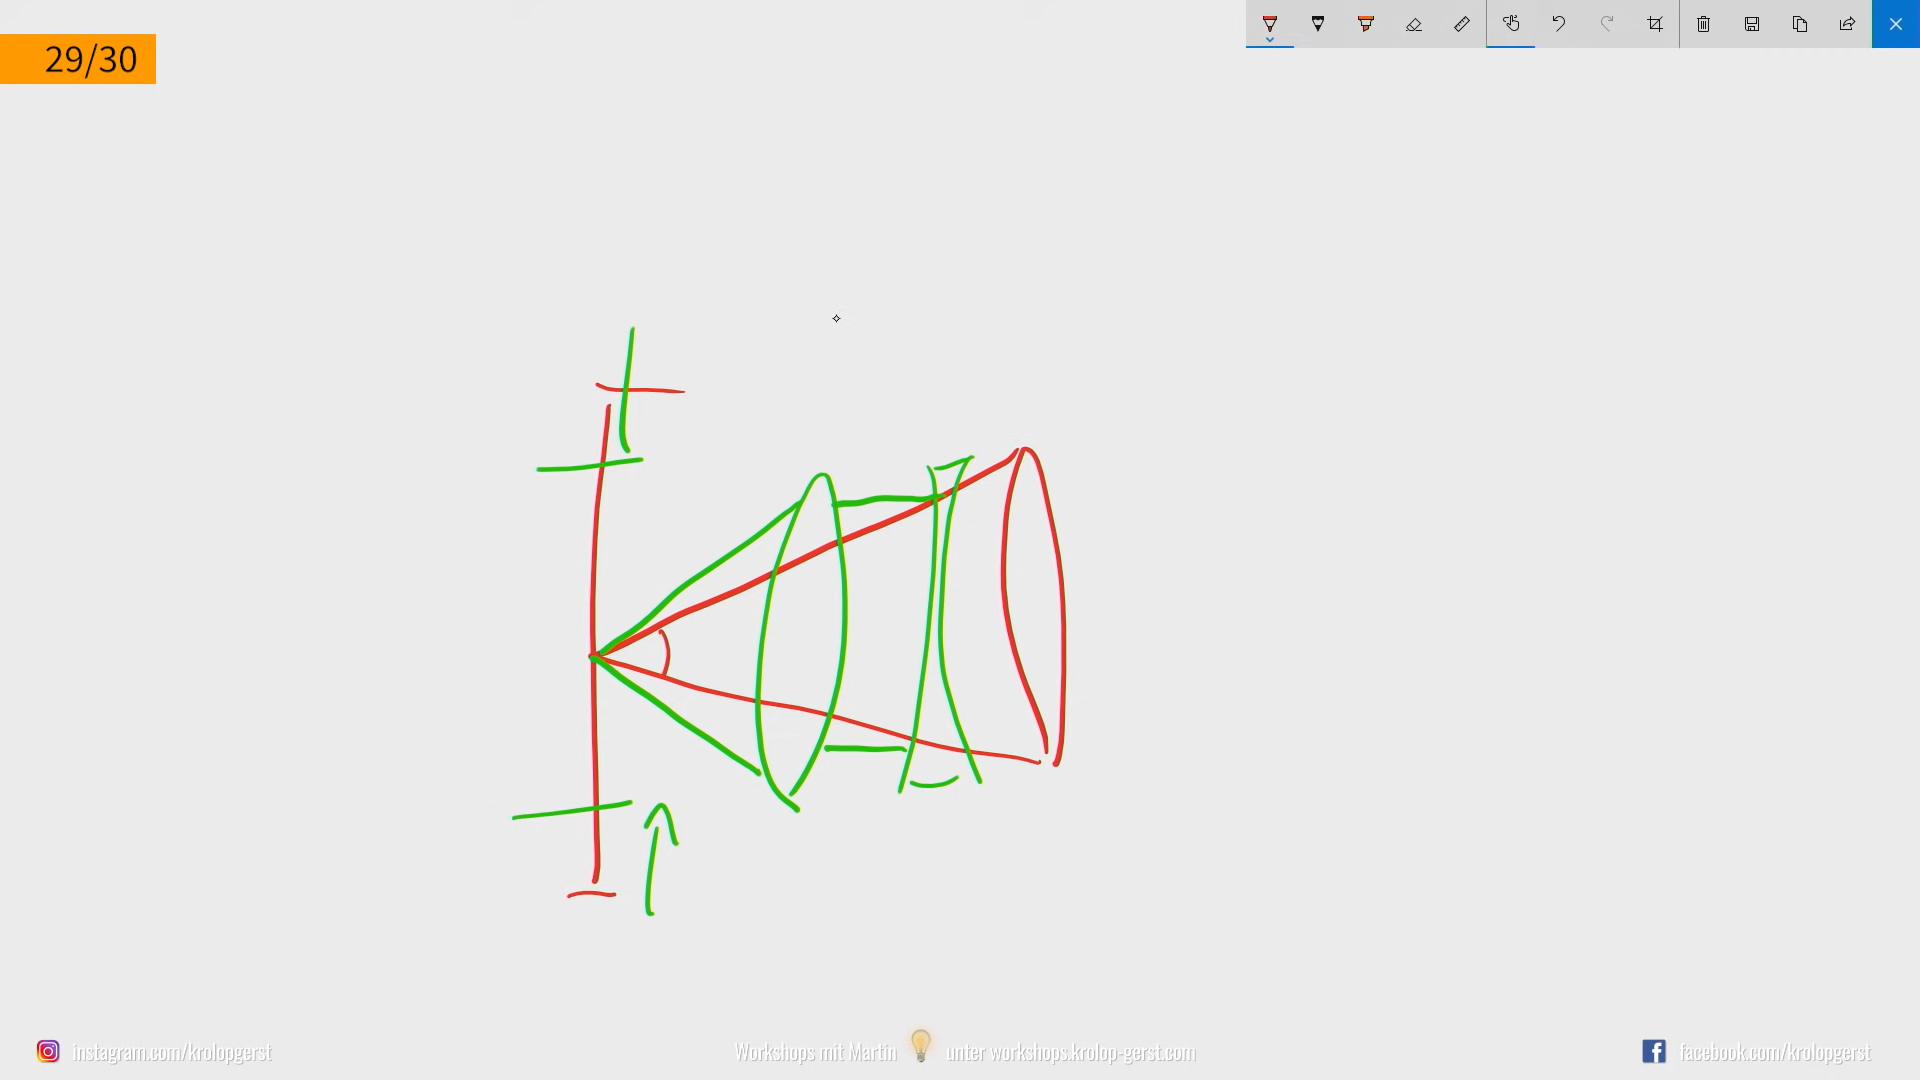 29/30
instagram.com/krolopgerst
Workshops mit Martin unter workshops.krolop-gerst.com
facebook.com/krolopgerst